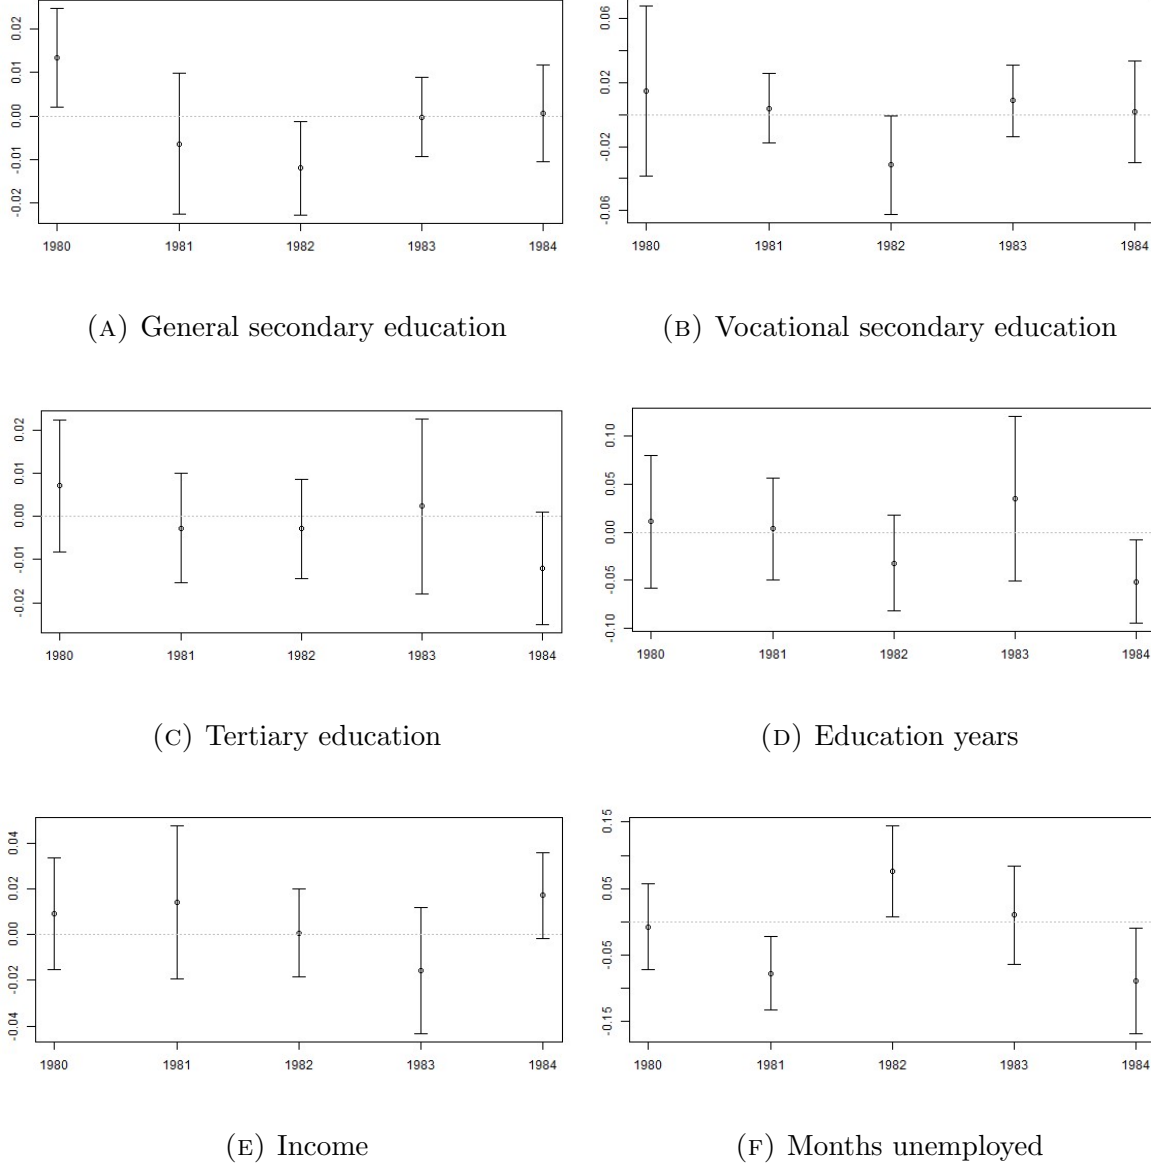 0.02
0.01
0.00
-0.01
-0.02
1980 1981 1982 1983 1984
(A) General secondary education
0.06
0.02
-0.02
-0.06
1980 1981 1982 1983 1984
(B) Vocational secondary education
0.02
0.01
0.00
-0.01
-0.02
1980 1981 1982 1983 1984
(C) Tertiary education
0.10
0.05
0.00
-0.05
-0.10
1980 1981 1982 1983 1984
(D) Education years
0.04
0.02
0.00
-0.02
-0.04
1980 1981 1982 1983 1984
(E) Income
0.15
0.05
-0.05
-0.15
1980 1981 1982 1983 1984
(F) Months unemployed